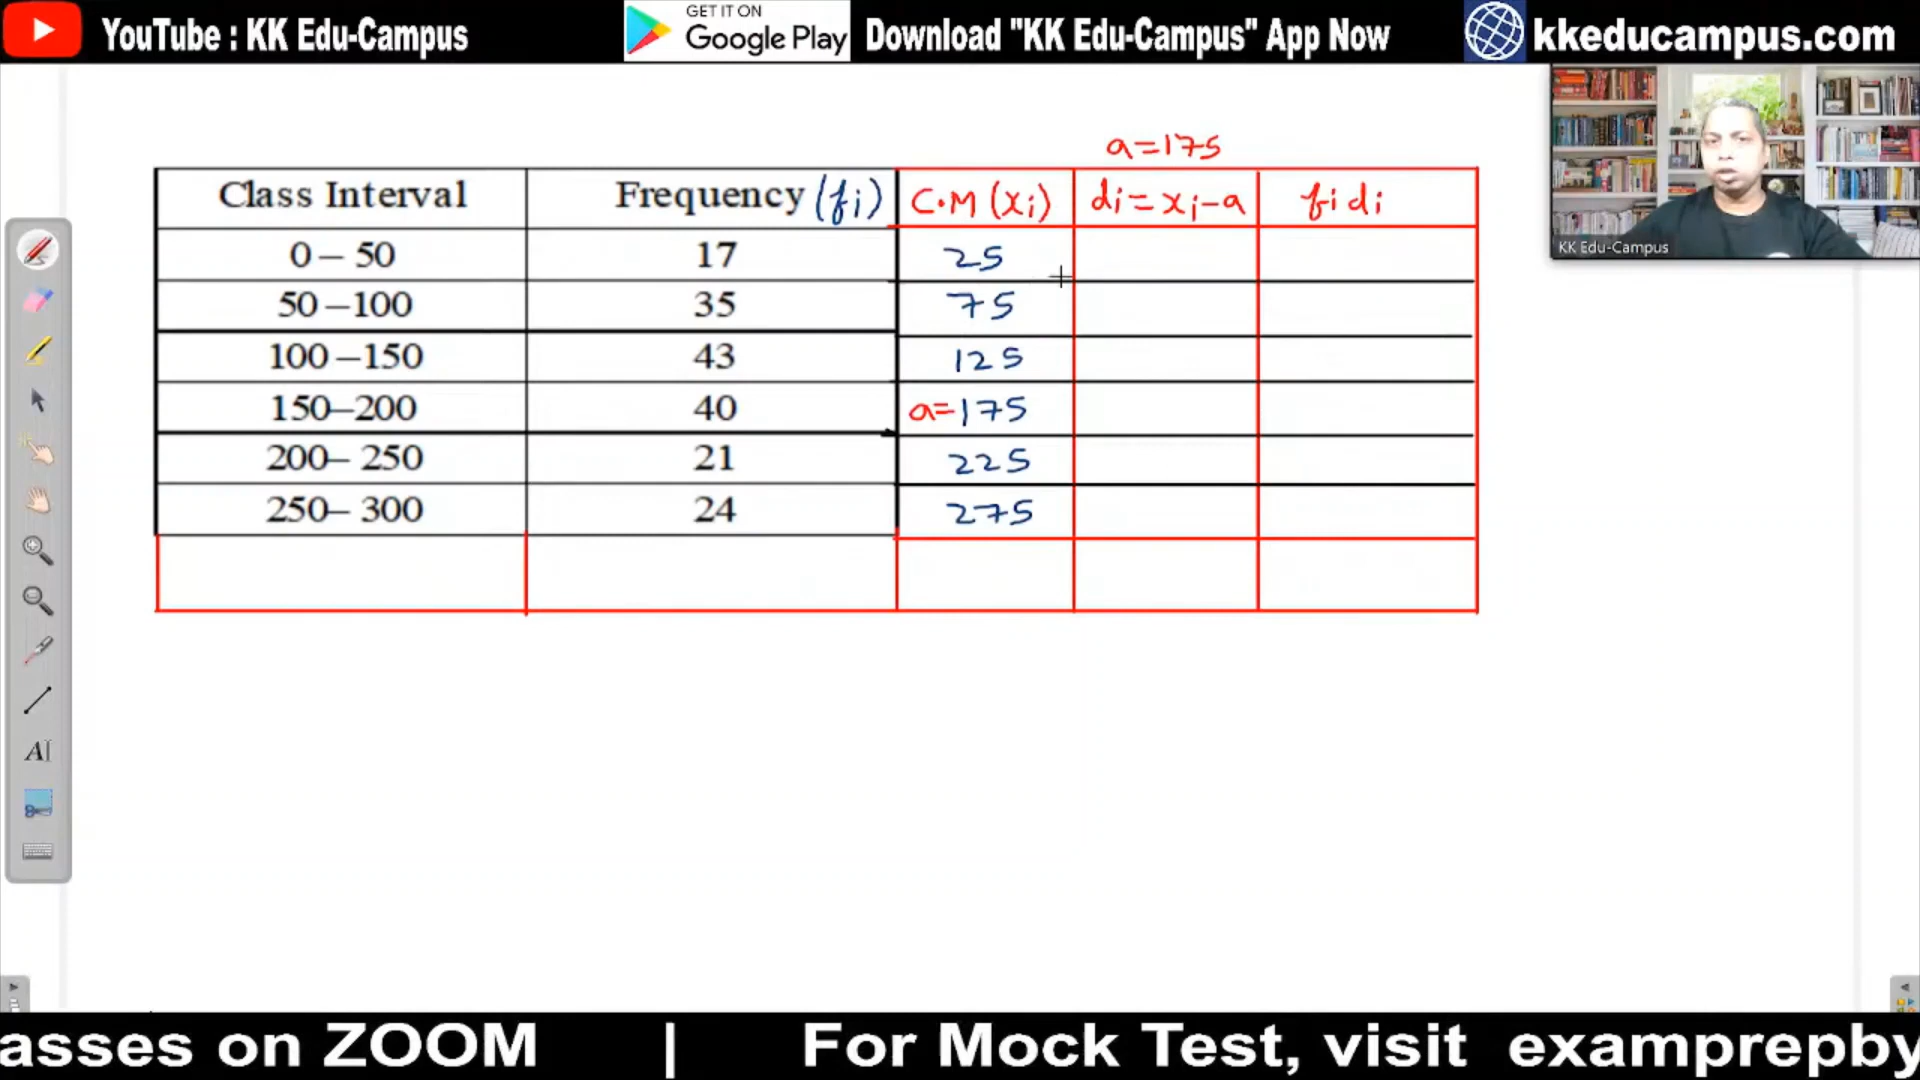 YouTube : KK Edu-Campus
GET IT ON
Google Play
Download "KK Edu-Campus" App Now
kkeducampus.com
KK Edu-Campus
a=175
Class Interval Frequency (fi) C.M (xi) di = xi - a fi di
0 – 50 17 25
50 –100 35 75
100 –150 43 125
150–200 40 a=175
200– 250 21 225
250– 300 24 275
AI
asses on ZOOM | For Mock Test, visit examprepby